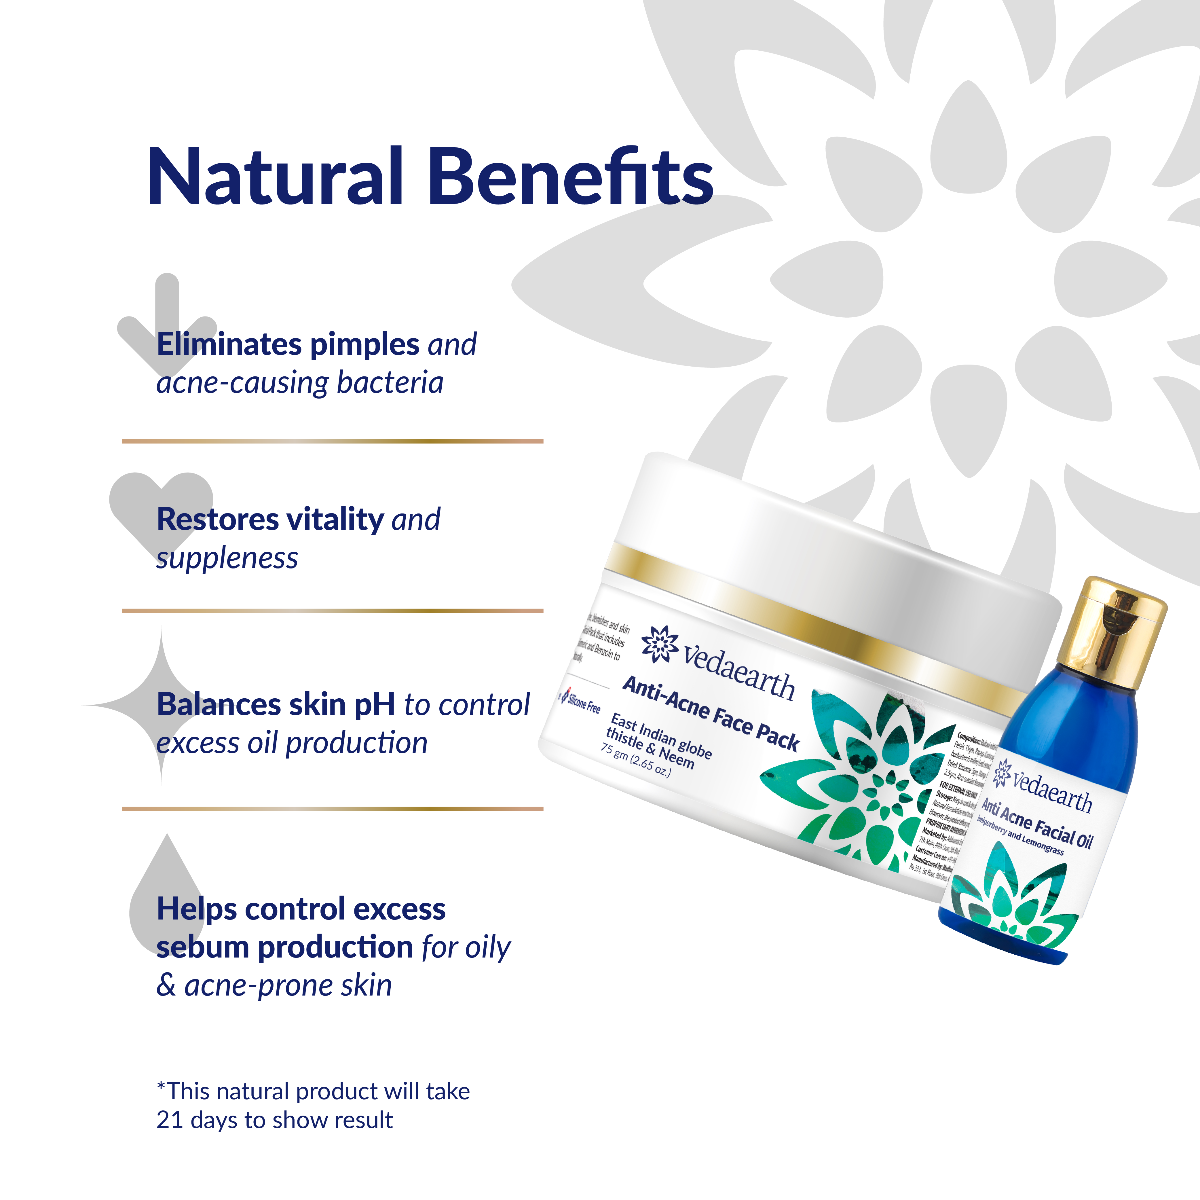 Natural Benefits
Eliminates pimples and
acne-causing bacteria
Restores vitality and
suppleness
Balances skin pH to control
excess oil production
Helps control excess
sebum production for oily
& acne-prone skin
*This natural product will take
21 days to show result
vedaearth
Anti-Acne Face Pack
East Indian globe
thistle & Neem
75 gm (2.65 oz.)
Silicone Free
vedaearth
Anti Acne Facial Oil
and Lemongrass